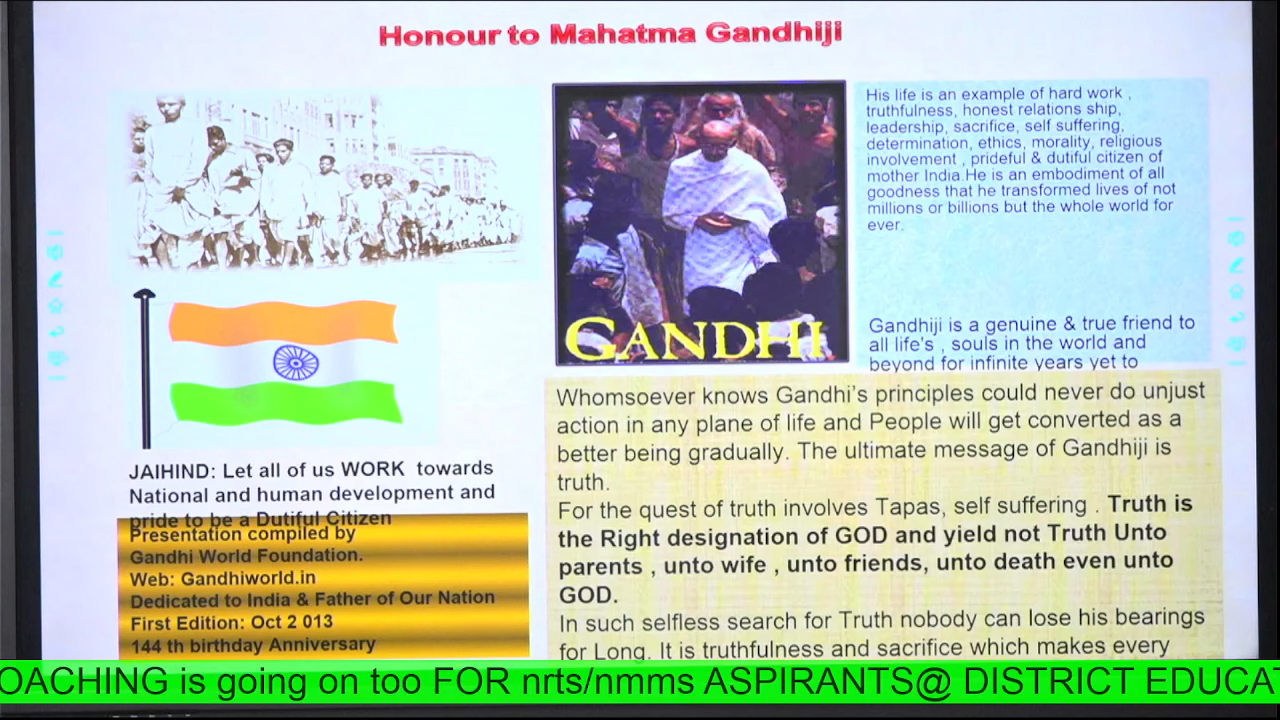 Honour to Mahatma Gandhiji
GANDHI
His life is an example of hard work ,
truthfulness, honest relations ship,
leadership, sacrifice, self suffering,
determination, ethics, morality, religious
involvement , prideful & dutiful citizen of
mother India.He is an embodiment of all
goodness that he transformed lives of not
millions or billions but the whole world for
ever.
Gandhiji is a genuine & true friend to
all life's , souls in the world and
beyond for infinite years yet to
JAIHIND: Let all of us WORK towards
National and human development and
pride to be a Dutiful Citizen
Presentation compiled by
Gandhi World Foundation.
Web: Gandhiworld.in
Dedicated to India & Father of Our Nation
First Edition: Oct 2 013
144 th birthday Anniversary
Whomsoever knows Gandhi's principles could never do unjust
action in any plane of life and People will get converted as a
better being gradually. The ultimate message of Gandhiji is
truth.
For the quest of truth involves Tapas, self suffering . Truth is
the Right designation of GOD and yield not Truth Unto
parents , unto wife , unto friends, unto death even unto
GOD.
In such selfless search for Truth nobody can lose his bearings
for Long. It is truthfulness and sacrifice which makes every
OACHING is going on too FOR nrts/nmms ASPIRANTS@ DISTRICT EDUCAT